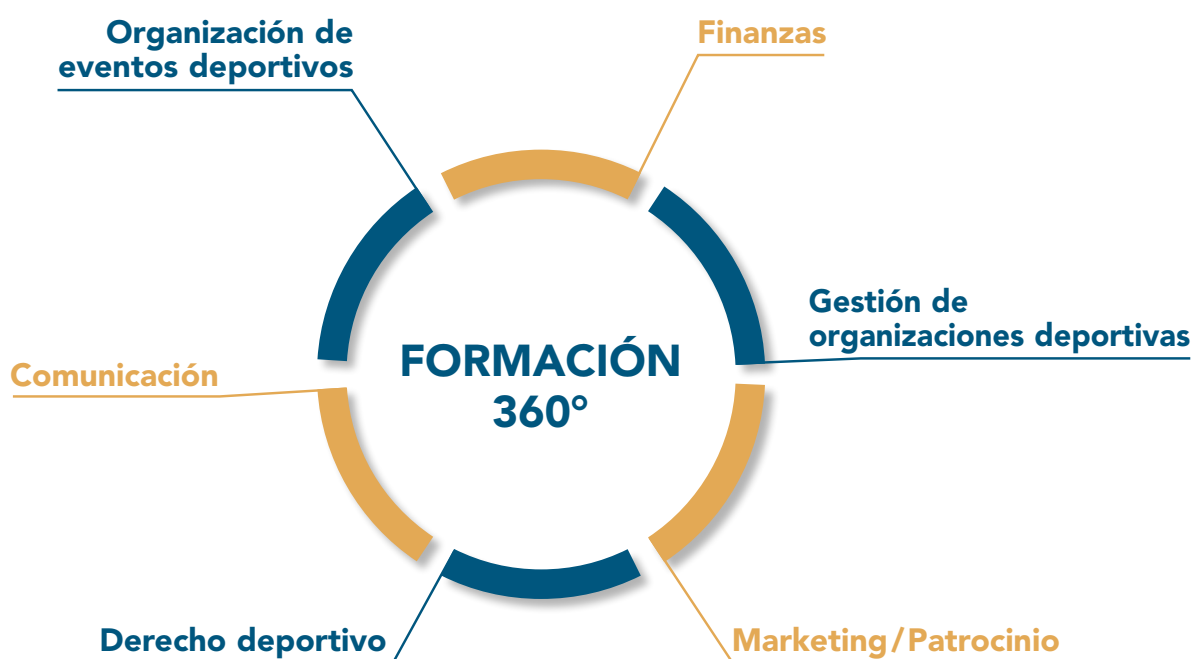 Organización de
eventos deportivos
Finanzas
Gestión de
organizaciones deportivas
FORMACIÓN
360°
Comunicación
Derecho deportivo
Marketing/Patrocinio